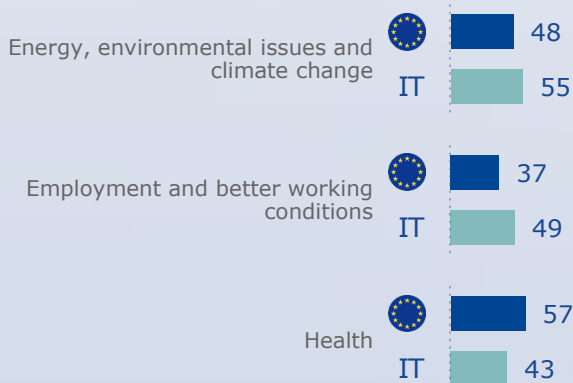 48
Energy, environmental issues and
climate change
IT 55
37
Employment and better working
conditions
IT 49
57
Health
IT 43